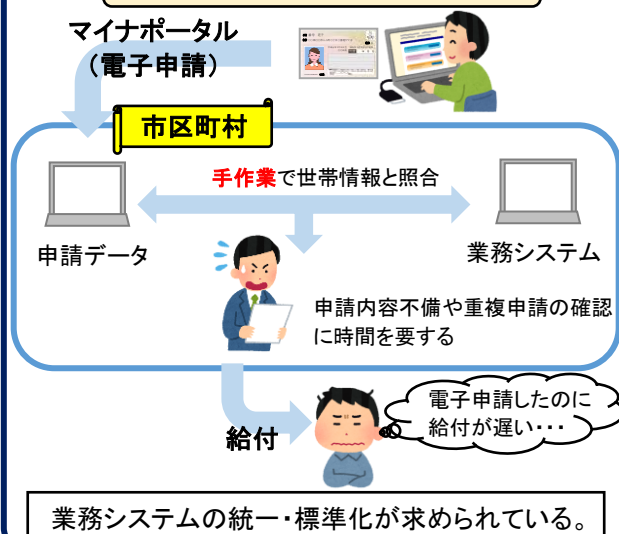 マイナポータル
（電子申請）
市区町村
手作業で世帯情報と照合
申請データ
業務システム
申請内容不備や重複申請の確認
に時間を要する
電子申請したのに
給付が遅い・・・
給付
業務システムの統一・標準化が求められている。